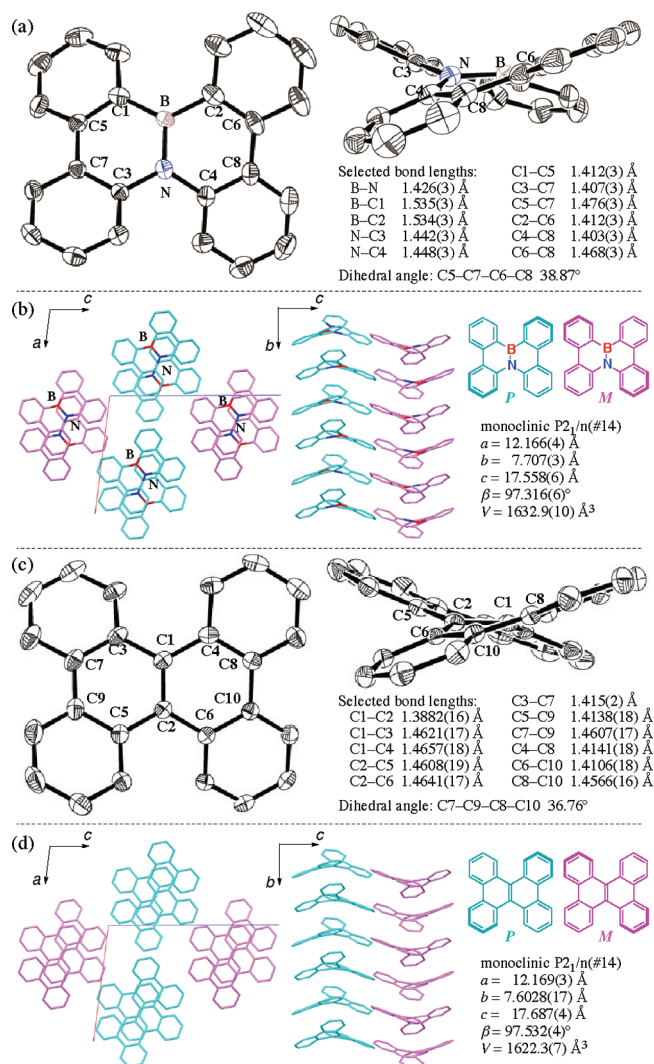 (a)
B
C1
C2
C5
C6
C7
C3
N
C4
C8
C3
N
B
C6
C4
C8
Selected bond lengths:
B–N 1.426(3) Å
B–C1 1.535(3) Å
B–C2 1.534(3) Å
N–C3 1.442(3) Å
N–C4 1.448(3) Å
C1–C5 1.412(3) Å
C3–C7 1.407(3) Å
C5–C7 1.476(3) Å
C2–C6 1.412(3) Å
C4–C8 1.403(3) Å
C6–C8 1.468(3) Å
Dihedral angle: C5–C7–C6–C8 38.87°
(b)
c
a
B
N
B
N
B
N
B
N
c
b
B
N
P
B
N
M
monoclinic P2₁/n(#14)
a = 12.166(4) Å
b = 7.707(3) Å
c = 17.558(6) Å
β = 97.316(6)°
V = 1632.9(10) Å³
(c)
C3
C1
C4
C7
C8
C9
C5
C2
C6
C10
C5
C2
C1
C8
C6
C10
Selected bond lengths:
C1–C2 1.3882(16) Å
C1–C3 1.4621(17) Å
C1–C4 1.4657(18) Å
C2–C5 1.4608(19) Å
C2–C6 1.4641(17) Å
C3–C7 1.415(2) Å
C5–C9 1.4138(18) Å
C7–C9 1.4607(17) Å
C4–C8 1.4141(18) Å
C6–C10 1.4106(18) Å
C8–C10 1.4566(16) Å
Dihedral angle: C7–C9–C8–C10 36.76°
(d)
c
a
c
b
P
M
monoclinic P2₁/n(#14)
a = 12.169(3) Å
b = 7.6028(17) Å
c = 17.687(4) Å
β = 97.532(4)°
V = 1622.3(7) Å³